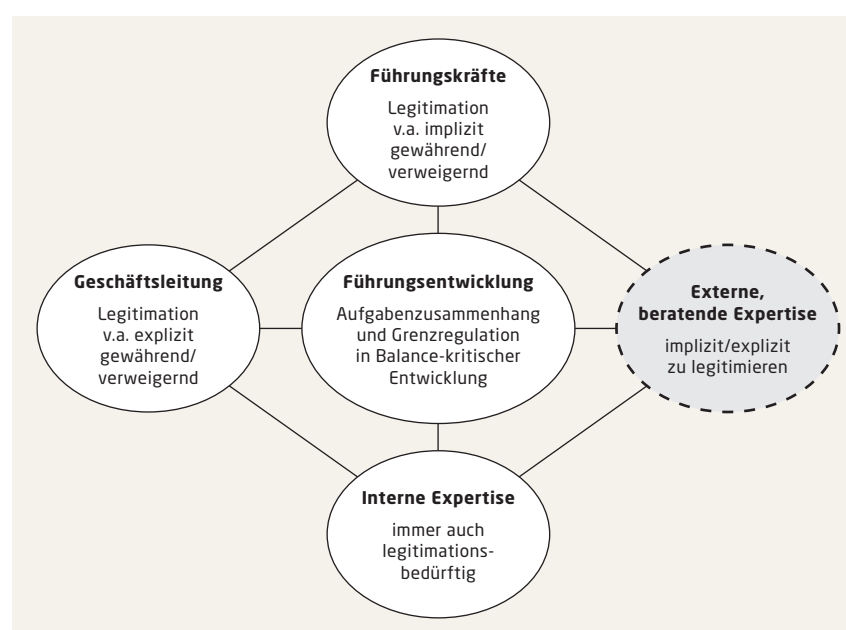 Führungskräfte
Legitimation
v.a. implizit
gewährend/
verweigernd
Geschäftsleitung
Legitimation
v.a. explizit
gewährend/
verweigernd
Führungsentwicklung
Aufgabenzusammenhang
und Grenzregulation
in Balance-kritischer
Entwicklung
Externe,
beratende Expertise
implizit/explizit
zu legitimieren
Interne Expertise
immer auch
legitimations-
bedürftig